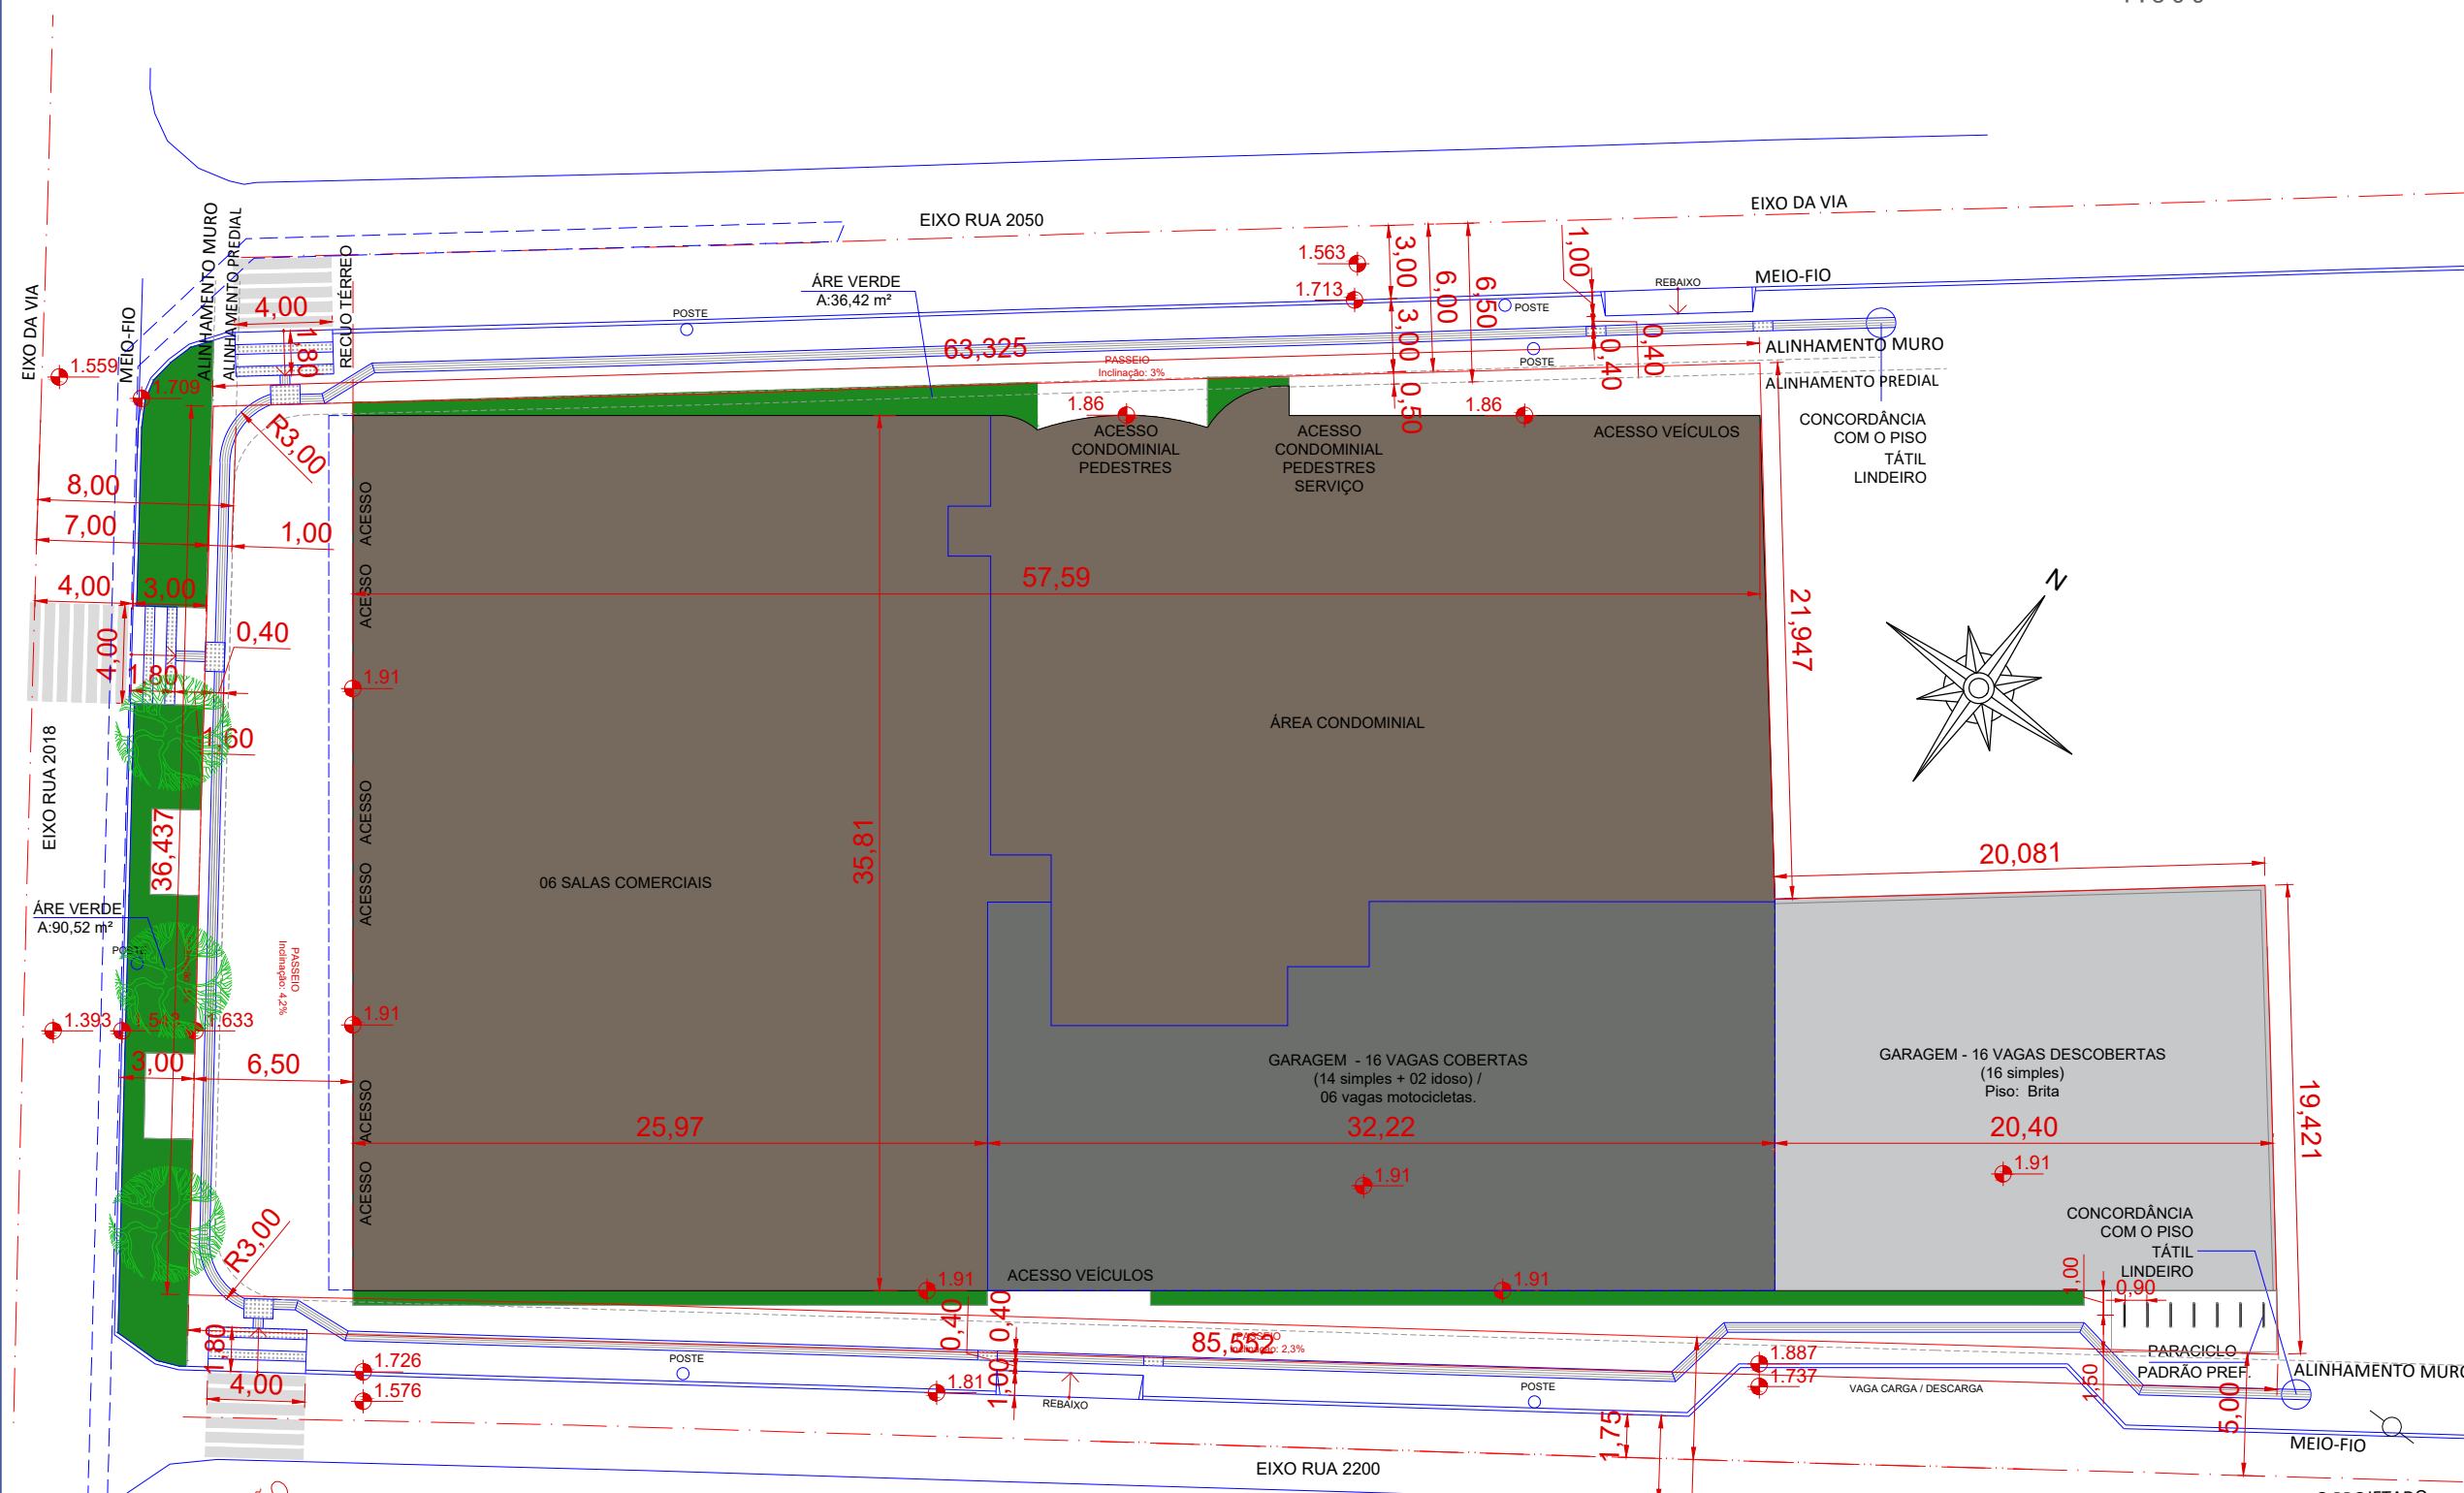 EIXO DA VIA
EIXO RUA 2050
MEIO-FIO
ALINHAMENTO MURO
ALINHAMENTO PREDIAL
RECUO TÉRREO
EIXO DA VIA
MEIO-FIO
ÁRE VERDE
A:36,42 m²
1.563
1.713
3,00
6,00
6,50
1,00
REBAIXO
POSTE
POSTE
POSTE
3,00
0,50
0,40
0,40
4,00
1,80
1.559
1.709
63,325
PASSEIO
Inclinação: 3%
ALINHAMENTO MURO
ALINHAMENTO PREDIAL
CONCORDÂNCIA
COM O PISO
TÁTIL
LINDEIRO
R3,00
1.86
1.86
ACESSO
CONDOMINIAL
PEDESTRES
ACESSO
CONDOMINIAL
PEDESTRES
SERVIÇO
ACESSO VEÍCULOS
8,00
7,00
1,00
4,00
3,00
4,00
0,40
1,80
ACESSO
ACESSO
57,59
21,947
N
1.91
ÁREA CONDOMINIAL
EIXO RUA 2018
36,437
ACESSO
ACESSO
35,81
06 SALAS COMERCIAIS
20,081
ÁRE VERDE
A:90,52 m²
PASSEIO
Inclinação: 4,2%
1.393
1.633
1.91
3,00
6,50
GARAGEM - 16 VAGAS COBERTAS
(14 simples + 02 idoso) /
06 vagas motocicletas.
GARAGEM - 16 VAGAS DESCOBERTAS
(16 simples)
Piso: Brita
19,421
ACESSO
ACESSO
25,97
32,22
20,40
1.91
1.91
R3,00
CONCORDÂNCIA
COM O PISO
TÁTIL
LINDEIRO
ACESSO VEÍCULOS
1.91
1.91
1,00
0,90
0,40
0,40
1,80
4,00
1.726
1.576
POSTE
1.81
1,00
REBAIXO
85,552
PASSEIO
Inclinação: 2,3%
1.887
1.737
POSTE
VAGA CARGA / DESCARGA
1,50
PARACICLO
PADRÃO PREF.
ALINHAMENTO MURO
5,00
1,75
MEIO-FIO
EIXO RUA 2200